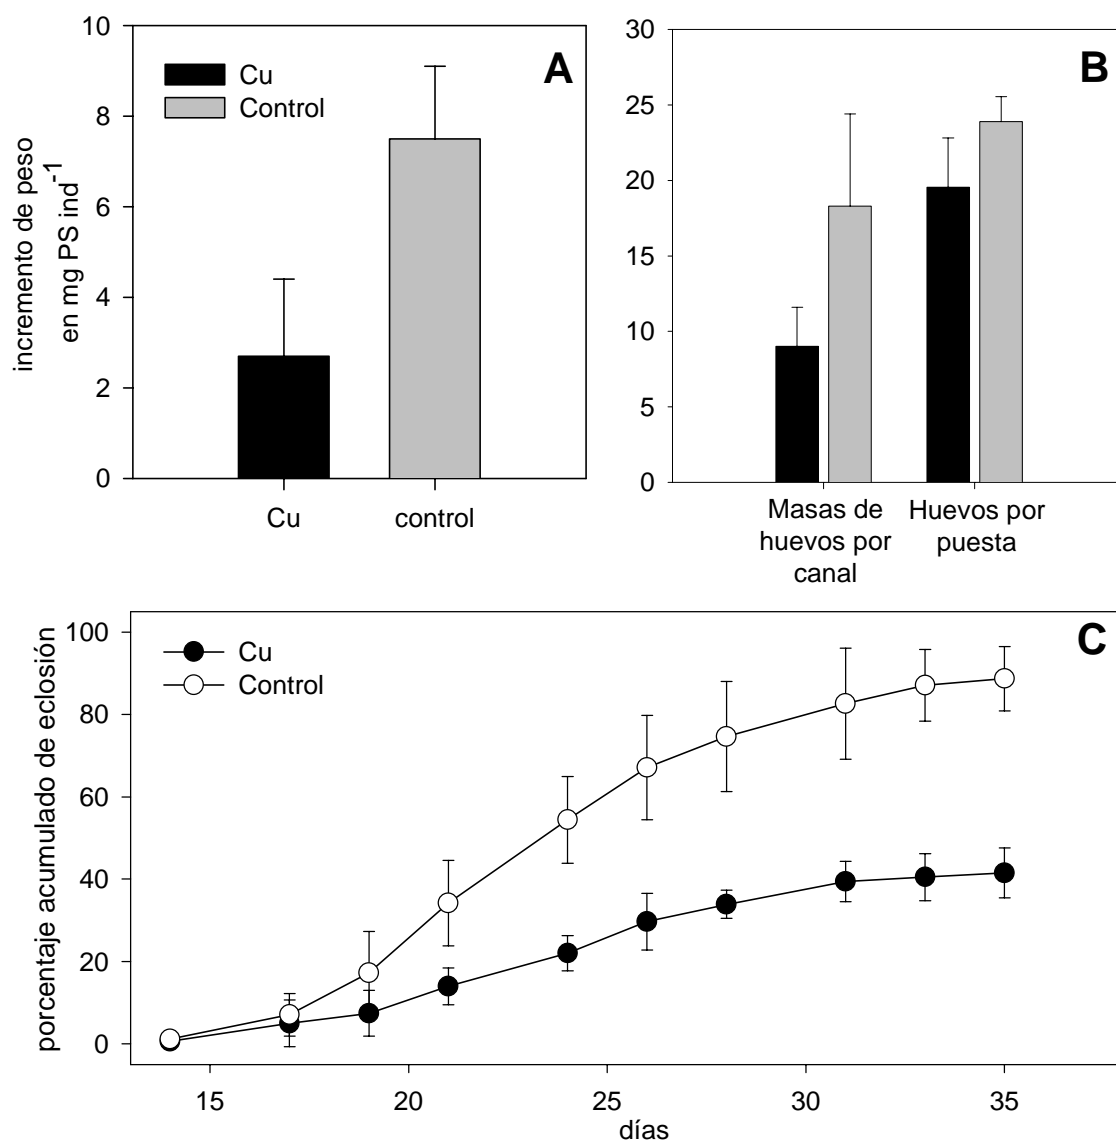 A
Cu
Control
incremento de peso
en mg PS ind-1
10
8
6
4
2
0
Cu control
B
30
25
20
15
10
5
0
Masas de
huevos por
canal
Huevos por
puesta
C
Cu
Control
porcentaje acumulado de eclosión
100
80
60
40
20
0
15 20 25 30 35
días